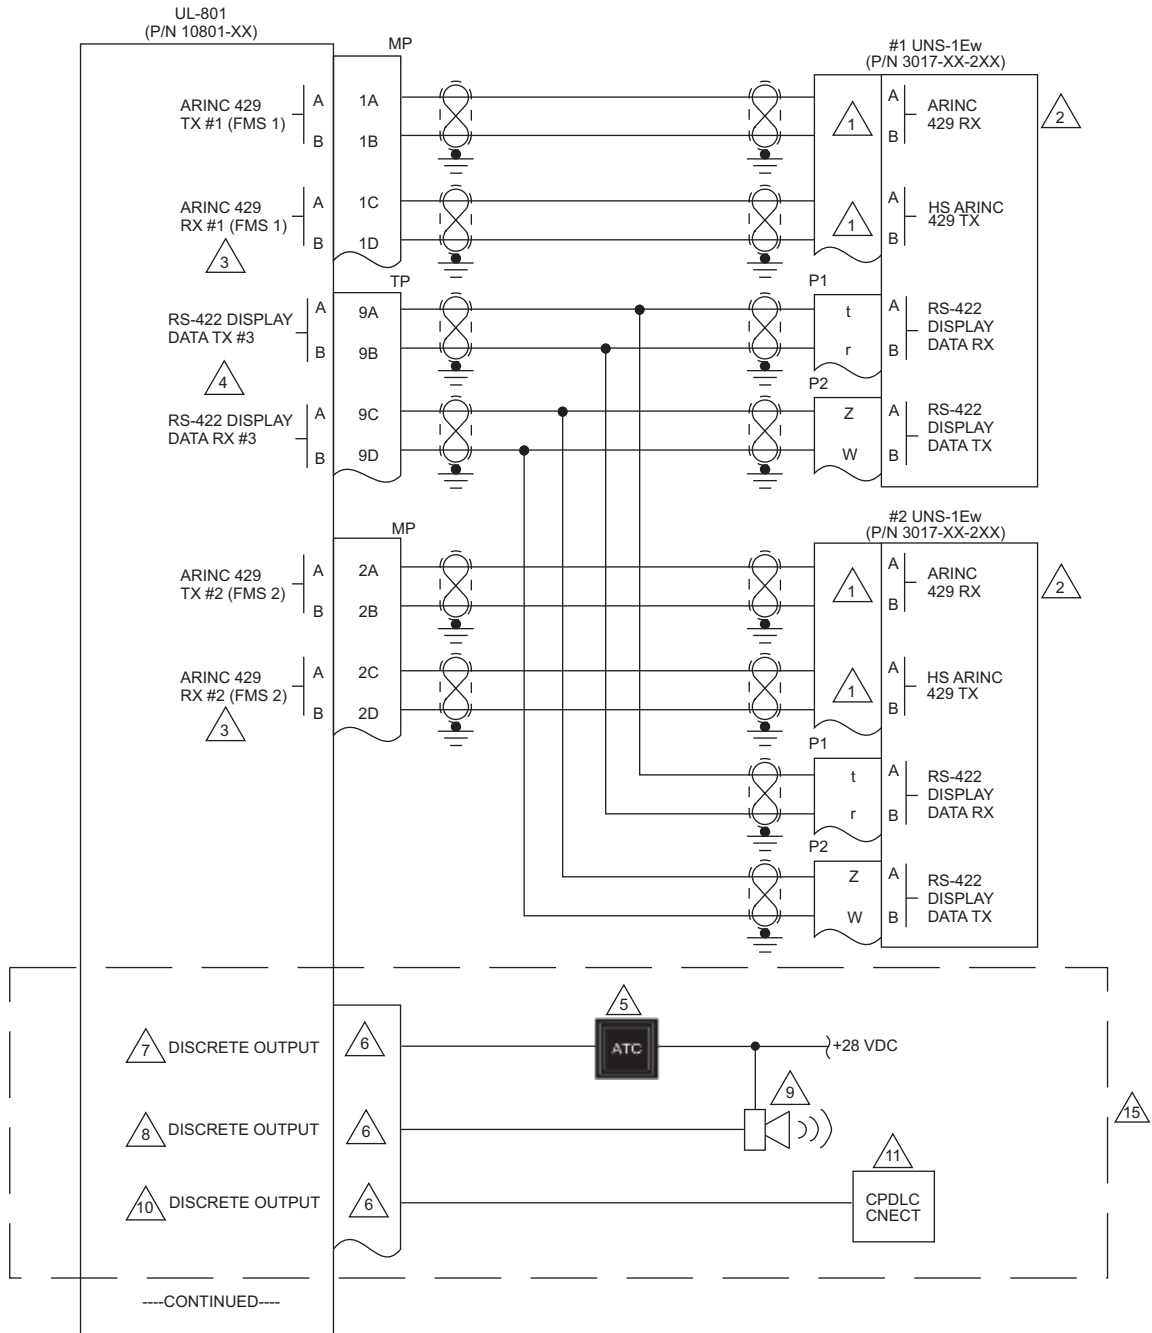 UL-801
(P/N 10801-XX)
MP
#1 UNS-1Ew
(P/N 3017-XX-2XX)
ARINC 429
TX #1 (FMS 1)
A
B
1A
1B
1
A
B
ARINC
429 RX
2
ARINC 429
RX #1 (FMS 1)
A
B
1C
1D
1
A
B
HS ARINC
429 TX
3
TP
P1
RS-422 DISPLAY
DATA TX #3
A
B
9A
9B
t
r
A
B
RS-422
DISPLAY
DATA RX
4
P2
RS-422 DISPLAY
DATA RX #3
A
B
9C
9D
Z
W
A
B
RS-422
DISPLAY
DATA TX
MP
#2 UNS-1Ew
(P/N 3017-XX-2XX)
ARINC 429
TX #2 (FMS 2)
A
B
2A
2B
1
A
B
ARINC
429 RX
2
ARINC 429
RX #2 (FMS 2)
A
B
2C
2D
1
A
B
HS ARINC
429 TX
3
P1
t
r
A
B
RS-422
DISPLAY
DATA RX
P2
Z
W
A
B
RS-422
DISPLAY
DATA TX
5
7 DISCRETE OUTPUT
6
ATC
+28 VDC
9
8 DISCRETE OUTPUT
6
15
11
10 DISCRETE OUTPUT
6
CPDLC
CNECT
----CONTINUED----